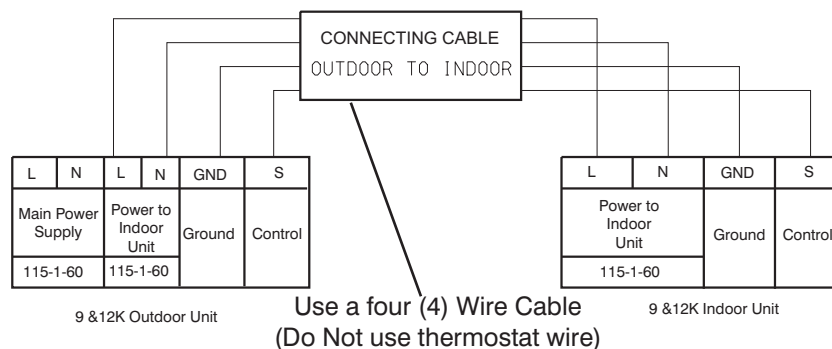 CONNECTING CABLE
OUTDOOR TO INDOOR
L N L N GND S
Main Power
Supply
Power to
Indoor
Unit
Ground
Control
115-1-60 115-1-60
9 &12K Outdoor Unit
L N GND S
Power to
Indoor
Unit
Ground
Control
115-1-60
9 &12K Indoor Unit
Use a four (4) Wire Cable
(Do Not use thermostat wire)